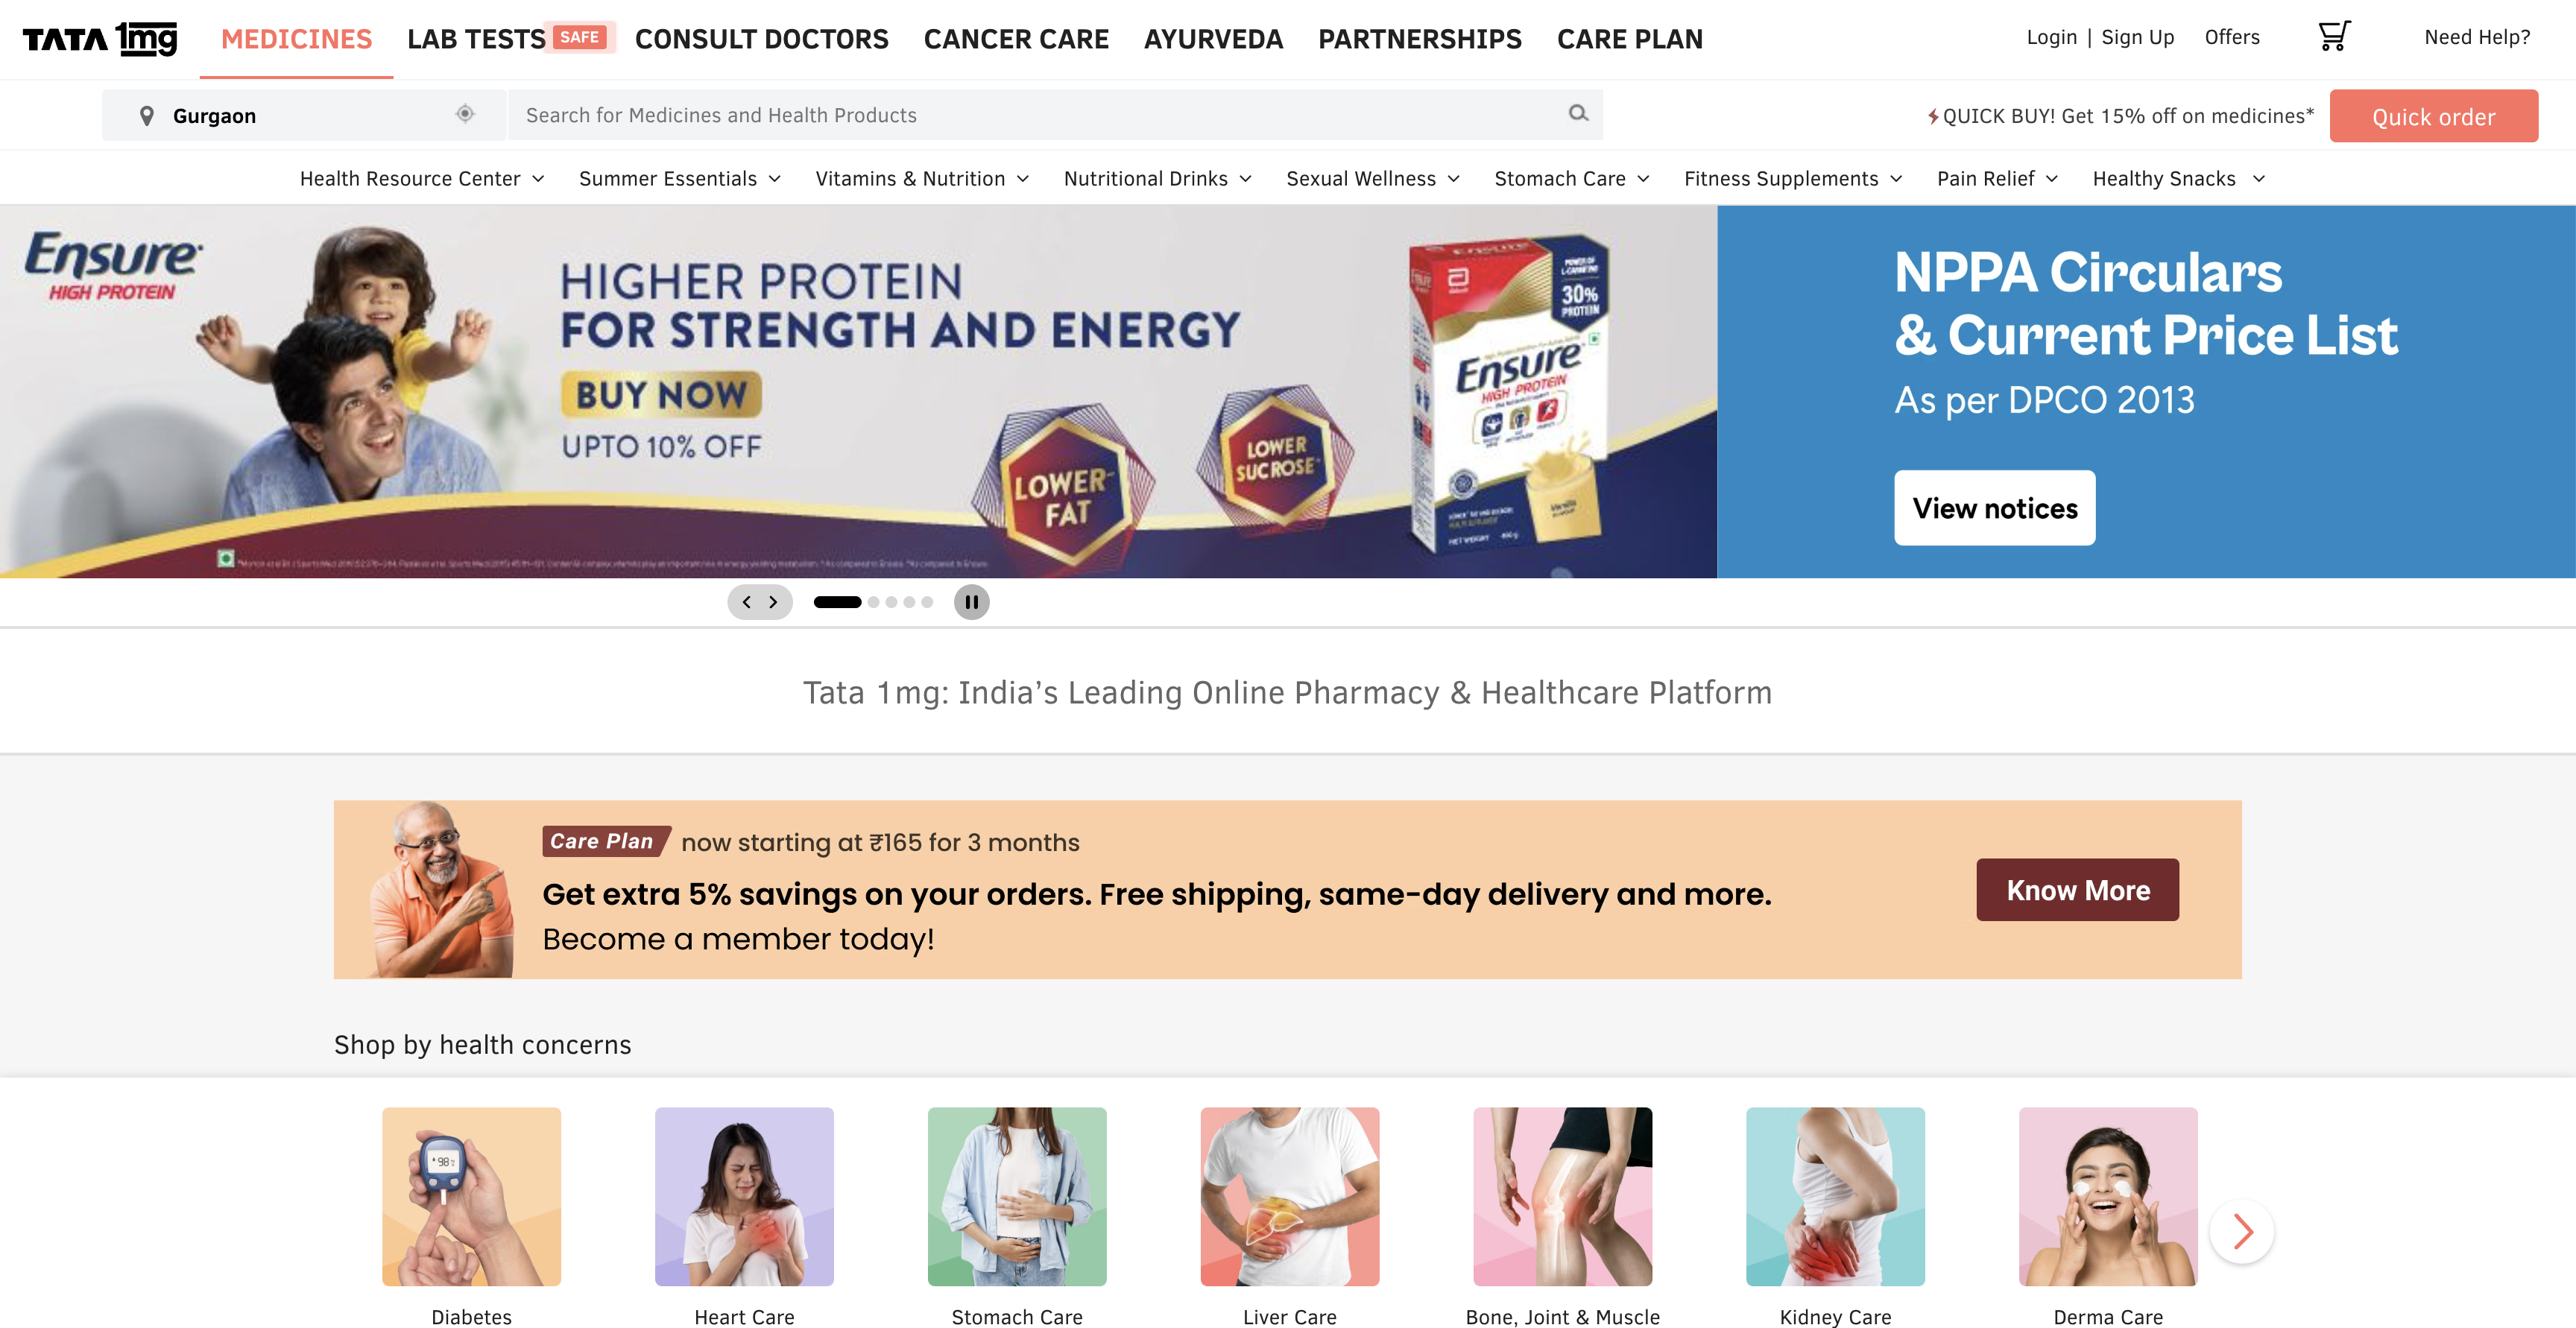 TATA 1mg
MEDICINES
LAB TESTS SAFE
CONSULT DOCTORS
CANCER CARE
AYURVEDA
PARTNERSHIPS
CARE PLAN
Login | Sign Up
Offers
Need Help?
Gurgaon
Search for Medicines and Health Products
QUICK BUY! Get 15% off on medicines*
Quick order
Health Resource Center
Summer Essentials
Vitamins & Nutrition
Nutritional Drinks
Sexual Wellness
Stomach Care
Fitness Supplements
Pain Relief
Healthy Snacks
Ensure
HIGH PROTEIN
HIGHER PROTEIN
FOR STRENGTH AND ENERGY
BUY NOW
UPTO 10% OFF
LOWER
FAT
LOWER
SUCROSE
Ensure
POWER OF
30%
PROTEIN
Ensure
HIGH PROTEIN
Vanilla
NET WEIGHT
NPPA Circulars
& Current Price List
As per DPCO 2013
View notices
Tata 1mg: India’s Leading Online Pharmacy & Healthcare Platform
Care Plan now starting at ₹165 for 3 months
Get extra 5% savings on your orders. Free shipping, same-day delivery and more.
Become a member today!
Know More
Shop by health concerns
98
Diabetes
Heart Care
Stomach Care
Liver Care
Bone, Joint & Muscle
Kidney Care
Derma Care